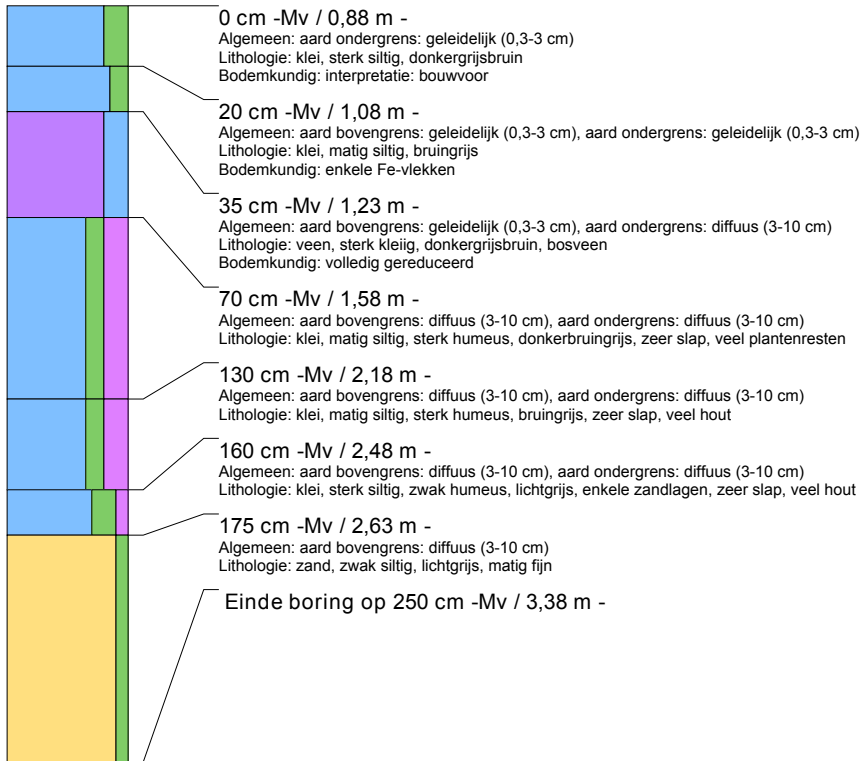 0 cm -Mv / 0,88 m -
Algemeen: aard ondergrens: geleidelijk (0,3-3 cm)
Lithologie: klei, sterk siltig, donkergrijsbruin
Bodemkundig: interpretatie: bouwvoor
20 cm -Mv / 1,08 m -
Algemeen: aard bovengrens: geleidelijk (0,3-3 cm), aard ondergrens: geleidelijk (0,3-3 cm)
Lithologie: klei, matig siltig, bruingrijs
Bodemkundig: enkele Fe-vlekken
35 cm -Mv / 1,23 m -
Algemeen: aard bovengrens: geleidelijk (0,3-3 cm), aard ondergrens: diffuus (3-10 cm)
Lithologie: veen, sterk kleiig, donkergrijsbruin, bosveen
Bodemkundig: volledig gereduceerd
70 cm -Mv / 1,58 m -
Algemeen: aard bovengrens: diffuus (3-10 cm), aard ondergrens: diffuus (3-10 cm)
Lithologie: klei, matig siltig, sterk humeus, donkerbruingrijs, zeer slap, veel plantenresten
130 cm -Mv / 2,18 m -
Algemeen: aard bovengrens: diffuus (3-10 cm), aard ondergrens: diffuus (3-10 cm)
Lithologie: klei, matig siltig, sterk humeus, bruingrijs, zeer slap, veel hout
160 cm -Mv / 2,48 m -
Algemeen: aard bovengrens: diffuus (3-10 cm), aard ondergrens: diffuus (3-10 cm)
Lithologie: klei, sterk siltig, zwak humeus, lichtgrijs, enkele zandlagen, zeer slap, veel hout
175 cm -Mv / 2,63 m -
Algemeen: aard bovengrens: diffuus (3-10 cm)
Lithologie: zand, zwak siltig, lichtgrijs, matig fijn
Einde boring op 250 cm -Mv / 3,38 m -